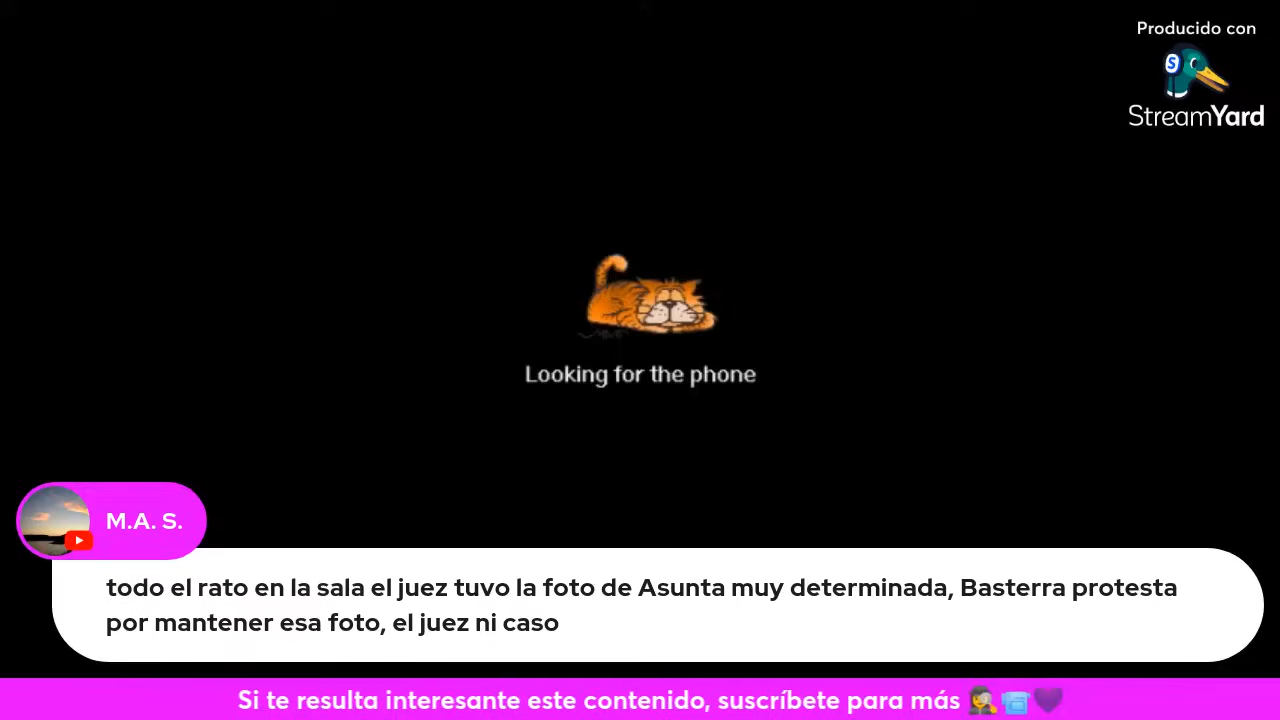 Producido con
StreamYard
Looking for the phone
M.A. S.
todo el rato en la sala el juez tuvo la foto de Asunta muy determinada, Basterra protesta
por mantener esa foto, el juez ni caso
Si te resulta interesante este contenido, suscríbete para más 🕵️‍♀️📹💜